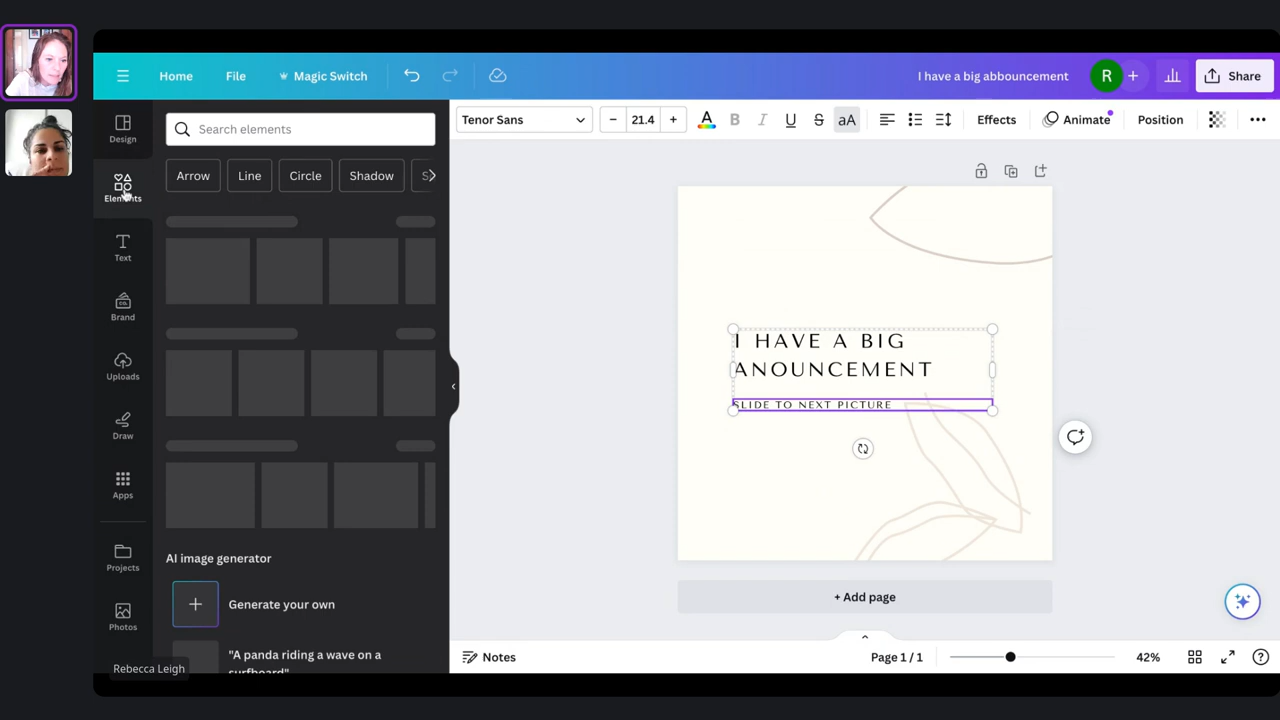 Home File Magic Switch I have a big abbouncement R + Share
Design
Search elements
Tenor Sans – 21.4 + A B I U S aA Effects Animate Position
Arrow Line Circle Shadow S
Elements
Text
Brand
Uploads
Draw
Apps
Projects
Photos
AI image generator
+ Generate your own
"A panda riding a wave on a
surfboard"
Rebecca Leigh
I HAVE A BIG
ANOUNCEMENT
SLIDE TO NEXT PICTURE
+ Add page
Notes Page 1 / 1 42%